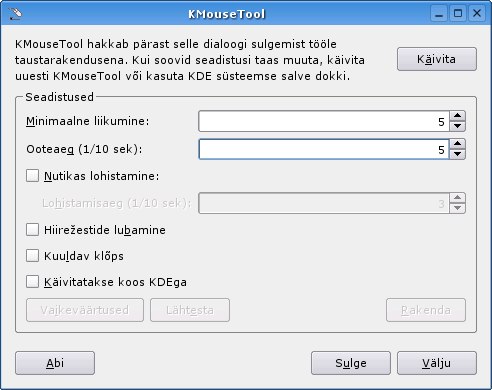 KMouseTool
KMouseTool hakkab pärast selle dialoogi sulgemist tööle
taustarakendusena. Kui soovid seadistusi taas muuta, käivita
uuesti KMouseTool või kasuta KDE süsteemse salve dokki.
Käivita
Seadistused
Minimaalne liikumine:
5
Ooteaeg (1/10 sek):
5
Nutikas lohistamine:
Lohistamisaeg (1/10 sek):
3
Hiirežestide lubamine
Kuuldav klõps
Käivitatakse koos KDEga
Vaikeväärtused
Lähtesta
Rakenda
Abi
Sulge
Välju